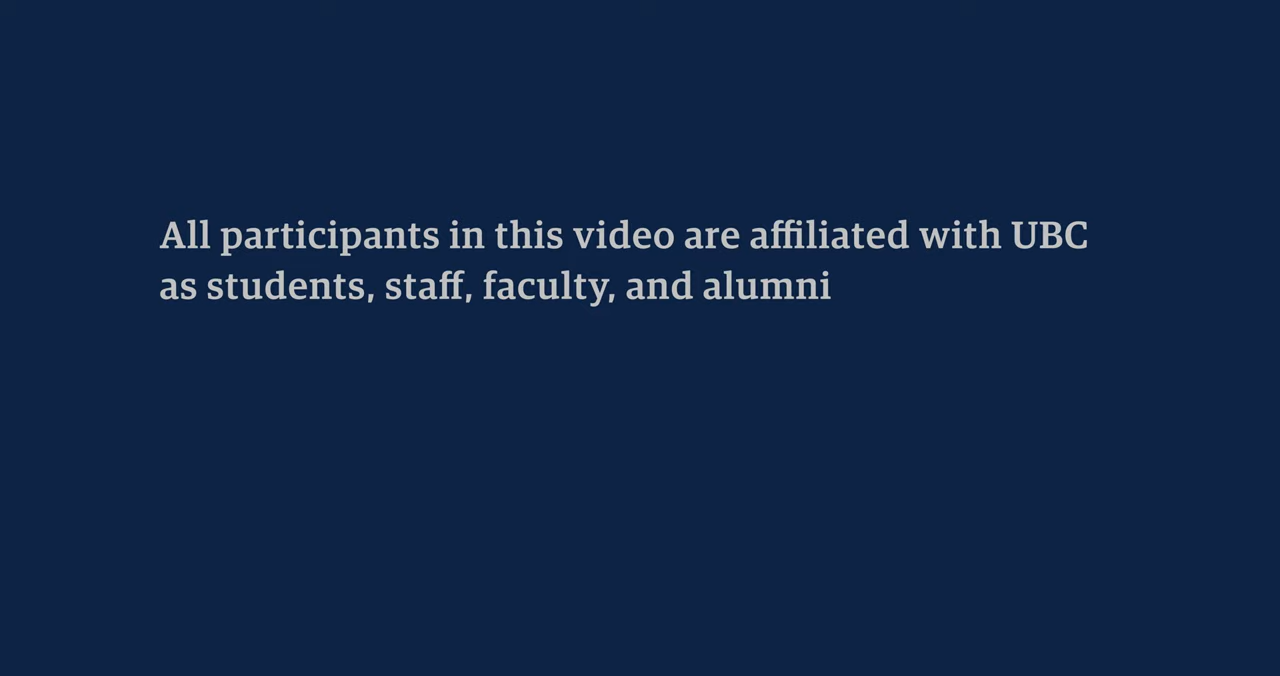 All participants in this video are affiliated with UBC
as students, staff, faculty, and alumni